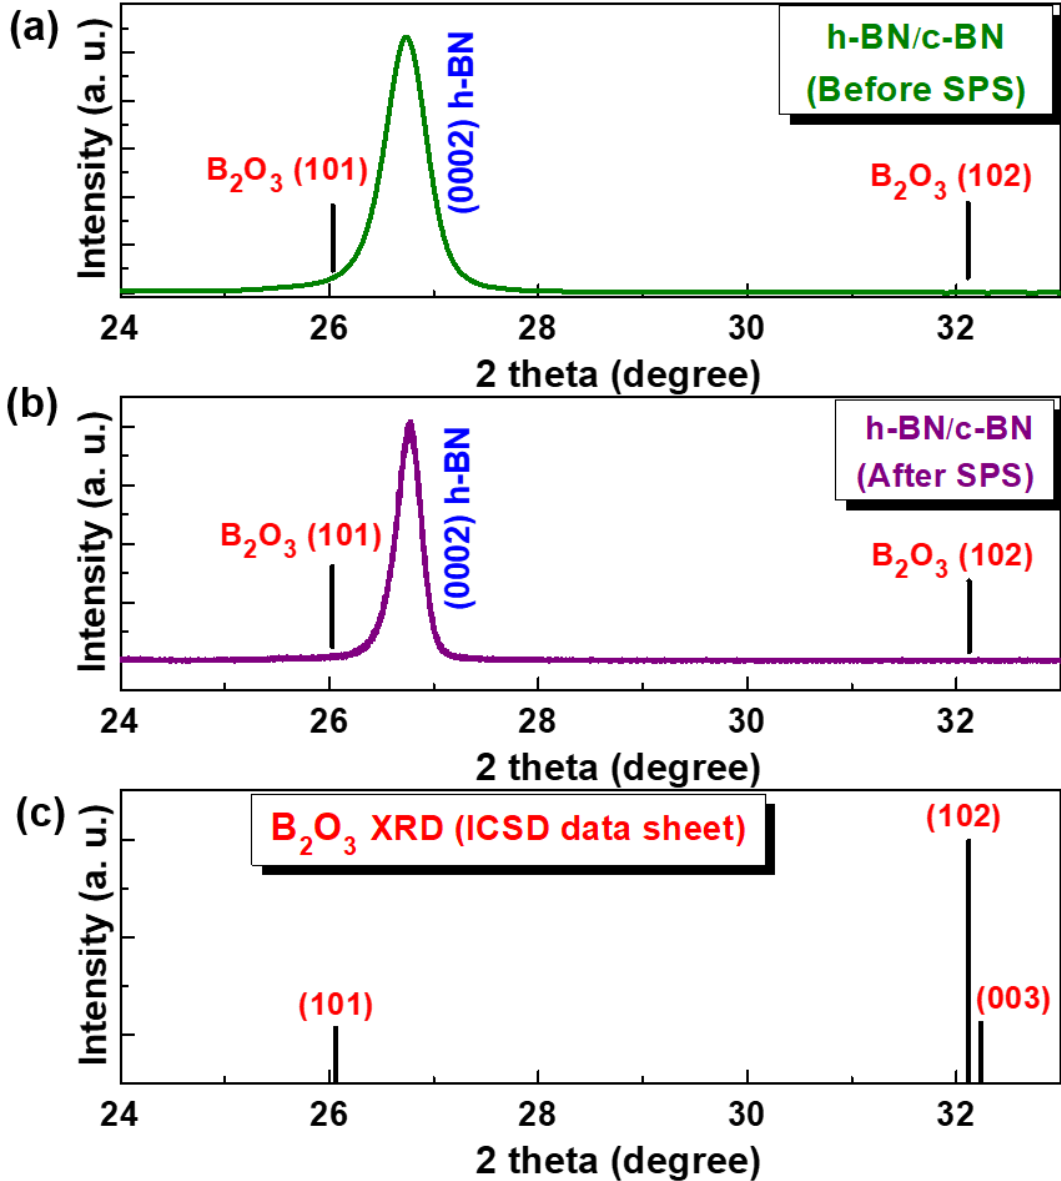 (a)
Intensity (a. u.)
h-BN/c-BN
(Before SPS)
B₂O₃ (101)
(0002) h-BN
B₂O₃ (102)
24 26 28 30 32
2 theta (degree)
(b)
Intensity (a. u.)
h-BN/c-BN
(After SPS)
B₂O₃ (101)
(0002) h-BN
B₂O₃ (102)
24 26 28 30 32
2 theta (degree)
(c)
Intensity (a. u.)
B₂O₃ XRD (ICSD data sheet)
(102)
(101)
(003)
24 26 28 30 32
2 theta (degree)